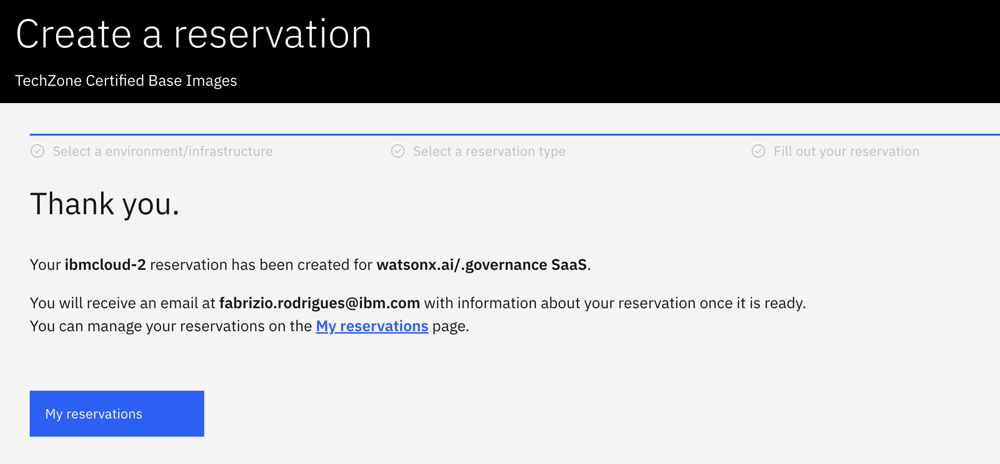 Create a reservation
TechZone Certified Base Images
Select a environment/infrastructure
Select a reservation type
Fill out your reservation
Thank you.
Your ibmcloud-2 reservation has been created for watsonx.ai/.governance SaaS.
You will receive an email at fabrizio.rodrigues@ibm.com with information about your reservation once it is ready.
You can manage your reservations on the My reservations page.
My reservations